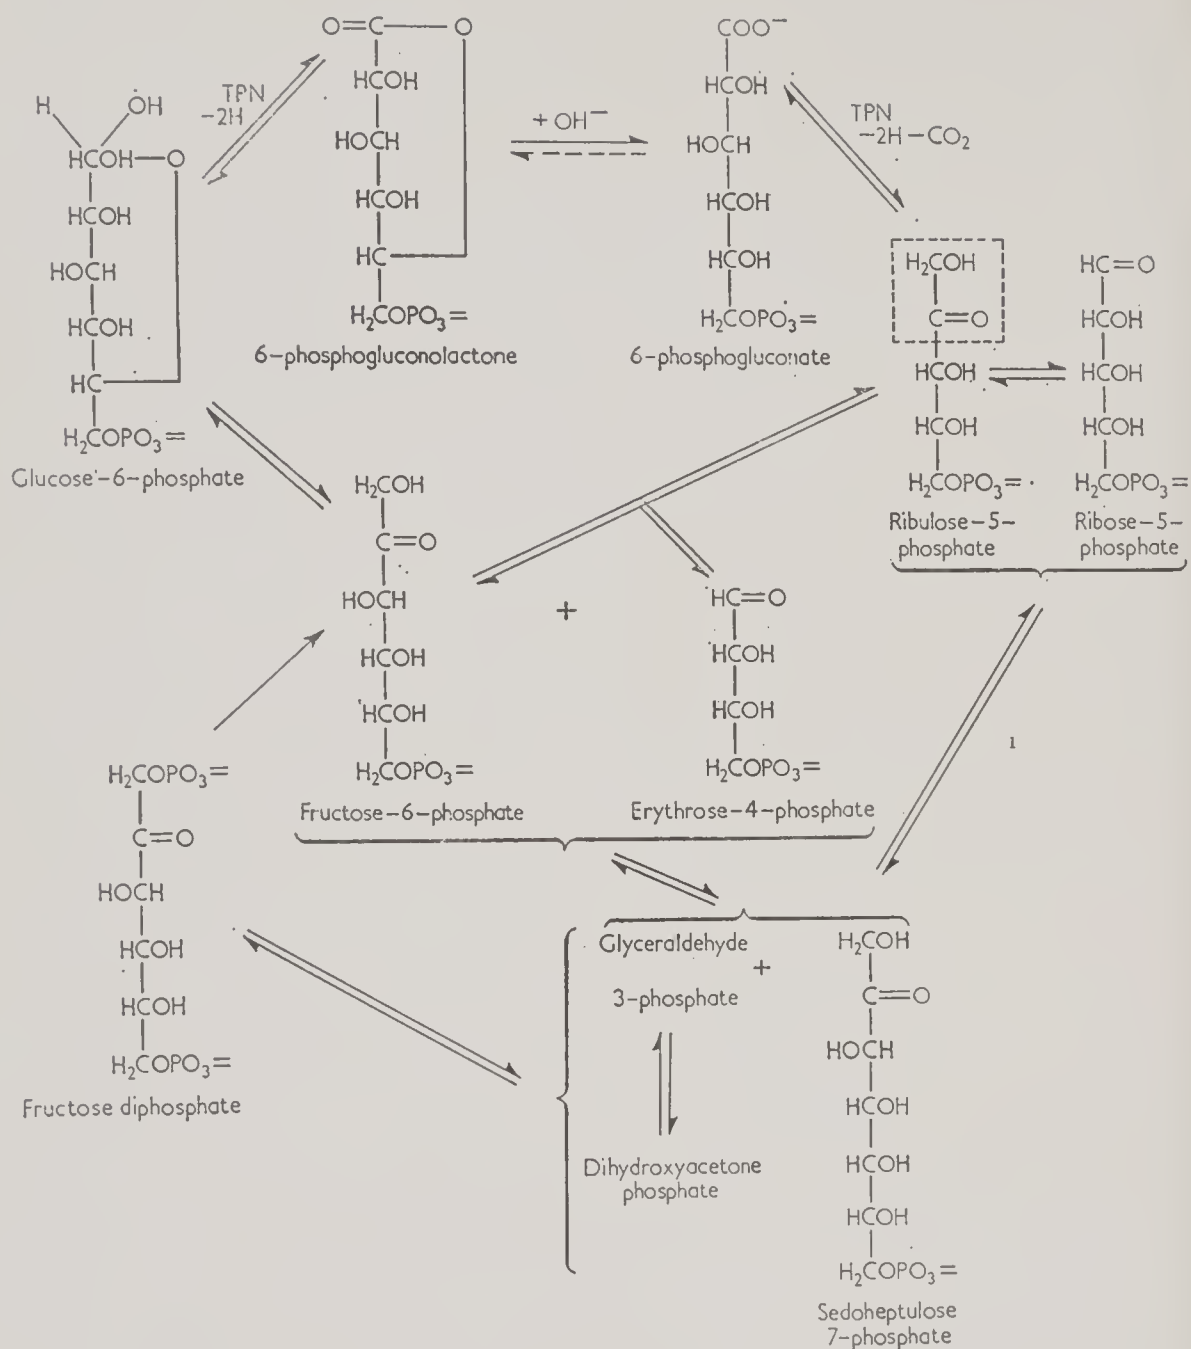 O=C—O
HCOH
HOCH
HCOH
HC
H₂COPO₃=
6-phosphogluconolactone
COO⁻
HCOH
HOCH
HCOH
HCOH
H₂COPO₃=
6-phosphogluconate
H OH
HCOH—O
HCOH
HOCH
HCOH
HC
H₂COPO₃=
Glucose-6-phosphate
TPN
-2H
+ OH⁻
TPN
-2H-CO₂
H₂COH
C=O
HCOH
HCOH
H₂COPO₃=
Ribulose-5-
phosphate
HC=O
HCOH
HCOH
HCOH
H₂COPO₃=
Ribose-5-
phosphate
H₂COH
C=O
HOCH
HCOH
HCOH
H₂COPO₃=
Fructose-6-phosphate
+
HC=O
HCOH
HCOH
H₂COPO₃=
Erythrose-4-phosphate
1
H₂COPO₃=
C=O
HOCH
HCOH
HCOH
H₂COPO₃=
Fructose diphosphate
Glyceraldehyde
3-phosphate
+
Dihydroxyacetone
phosphate
H₂COH
C=O
HOCH
HCOH
HCOH
HCOH
H₂COPO₃=
Sedoheptulose
7-phosphate